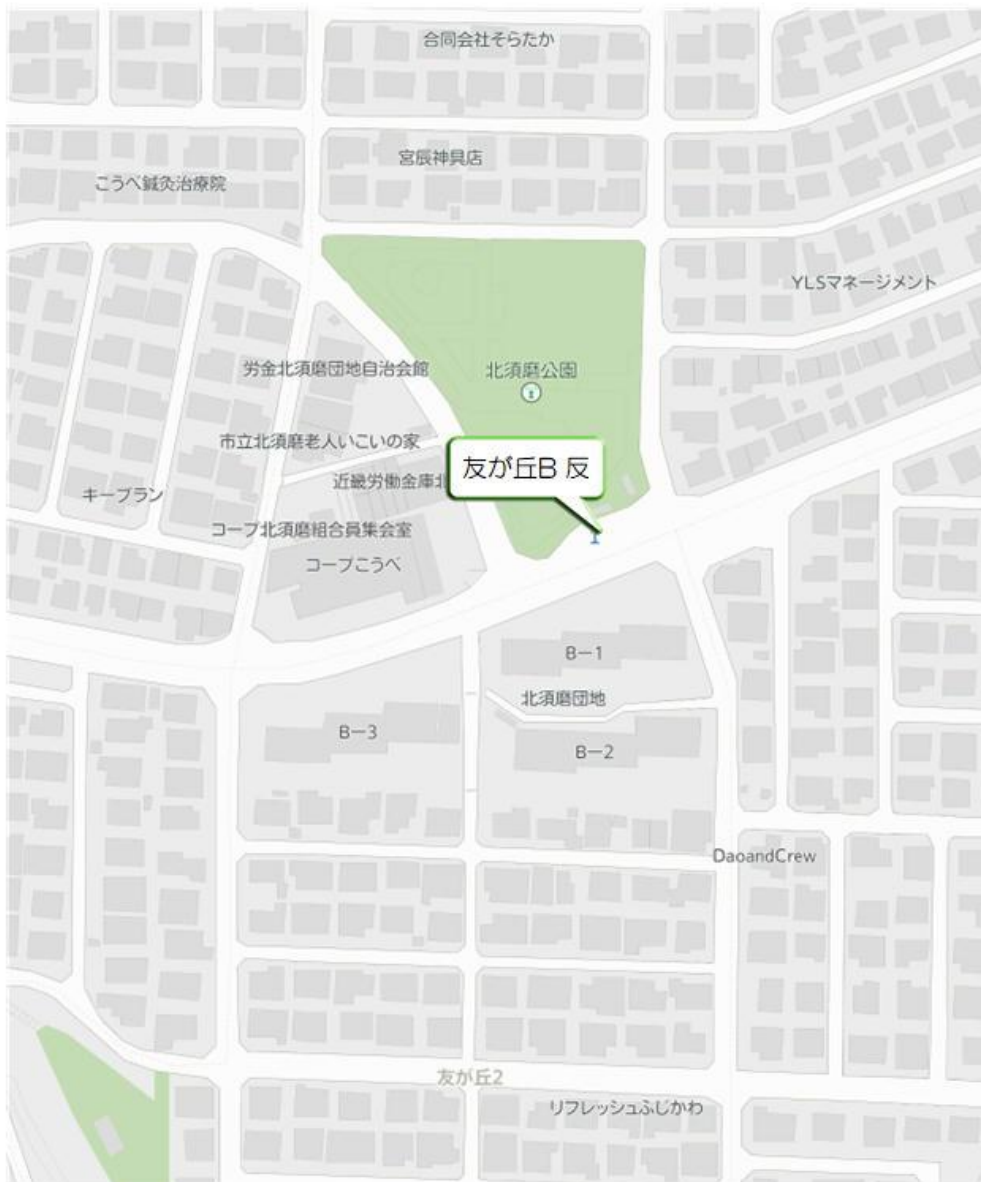 合同会社そらたか
宮辰神具店
こうべ鍼灸治療院
YLSマネージメント
労金北須磨団地自治会館
北須磨公園
市立北須磨老人いこいの家
友が丘B 反
近畿労働金庫北
キープラン
コープ北須磨組合員集会室
コープこうべ
B-1
北須磨団地
B-3
B-2
DaoandCrew
友が丘2
リフレッシュふじかわ